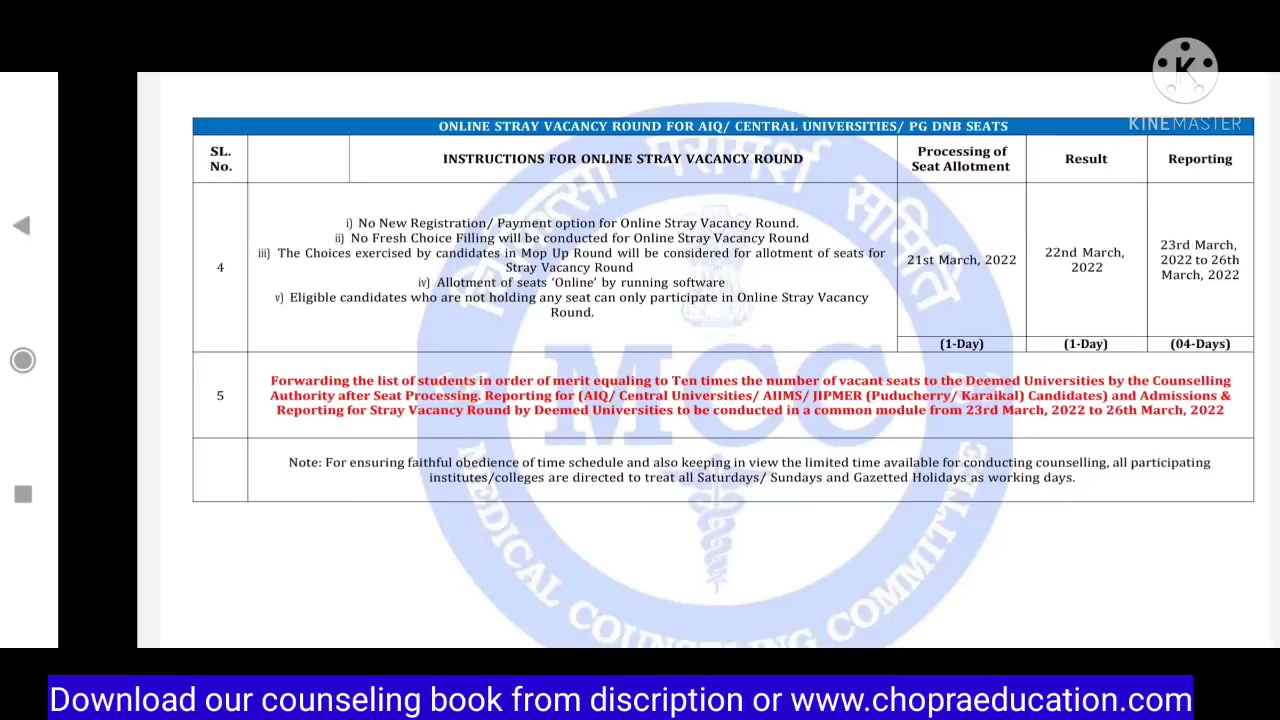 K
KINEMASTER
ONLINE STRAY VACANCY ROUND FOR AIQ/ CENTRAL UNIVERSITIES/ PG DNB SEATS
SL. No.
INSTRUCTIONS FOR ONLINE STRAY VACANCY ROUND
Processing of Seat Allotment
Result
Reporting
4
i) No New Registration/ Payment option for Online Stray Vacancy Round.
ii) No Fresh Choice Filling will be conducted for Online Stray Vacancy Round
iii) The Choices exercised by candidates in Mop Up Round will be considered for allotment of seats for
Stray Vacancy Round
iv) Allotment of seats 'Online' by running software
v) Eligible candidates who are not holding any seat can only participate in Online Stray Vacancy
Round.
21st March, 2022
22nd March,
2022
23rd March,
2022 to 26th
March, 2022
(1-Day)
(1-Day)
(04-Days)
5
Forwarding the list of students in order of merit equaling to Ten times the number of vacant seats to the Deemed Universities by the Counselling
Authority after Seat Processing. Reporting for (AIQ/ Central Universities/ AIIMS/ JIPMER (Puducherry/ Karaikal) Candidates) and Admissions &
Reporting for Stray Vacancy Round by Deemed Universities to be conducted in a common module from 23rd March, 2022 to 26th March, 2022
Note: For ensuring faithful obedience of time schedule and also keeping in view the limited time available for conducting counselling, all participating
institutes/colleges are directed to treat all Saturdays/ Sundays and Gazetted Holidays as working days.
चिकित्सा परामर्श समिति
MCC
MEDICAL COUNSELLING COMMITTEE
Download our counseling book from discription or www.chopraeducation.com